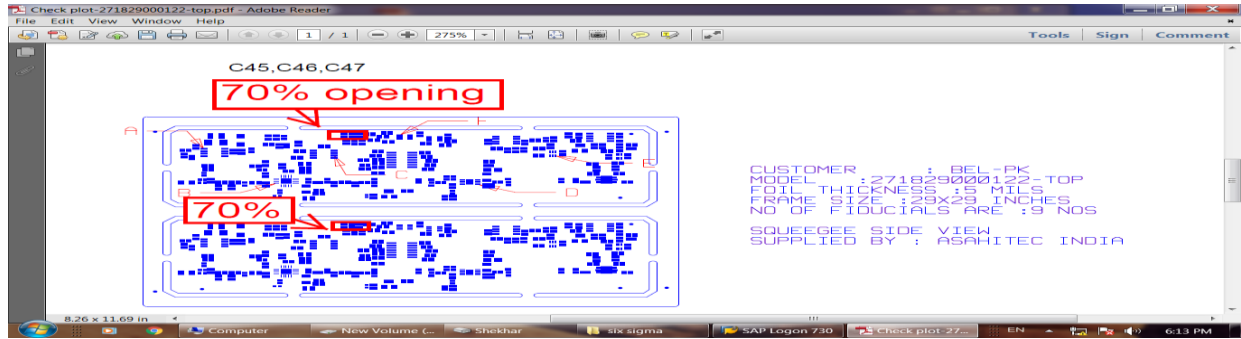 Check plot-271829000122-top.pdf - Adobe Reader
File Edit View Window Help
1 / 1 275% Tools Sign Comment
C45,C46,C47
70% opening
A
F
E
C
B
D
70%
CUSTOMER : BEL-PK
MODEL :271829000122-TOP
FOIL THICKNESS :5 MILS
FRAME SIZE :29X29 INCHES
NO OF FIDUCIALS ARE :9 NOS
SQUEEGEE SIDE VIEW
SUPPLIED BY : ASAHITEC INDIA
8.26 x 11.69 in
Computer New Volume (... Shekhar six sigma SAP Logon 730 Check plot-27... EN 6:13 PM